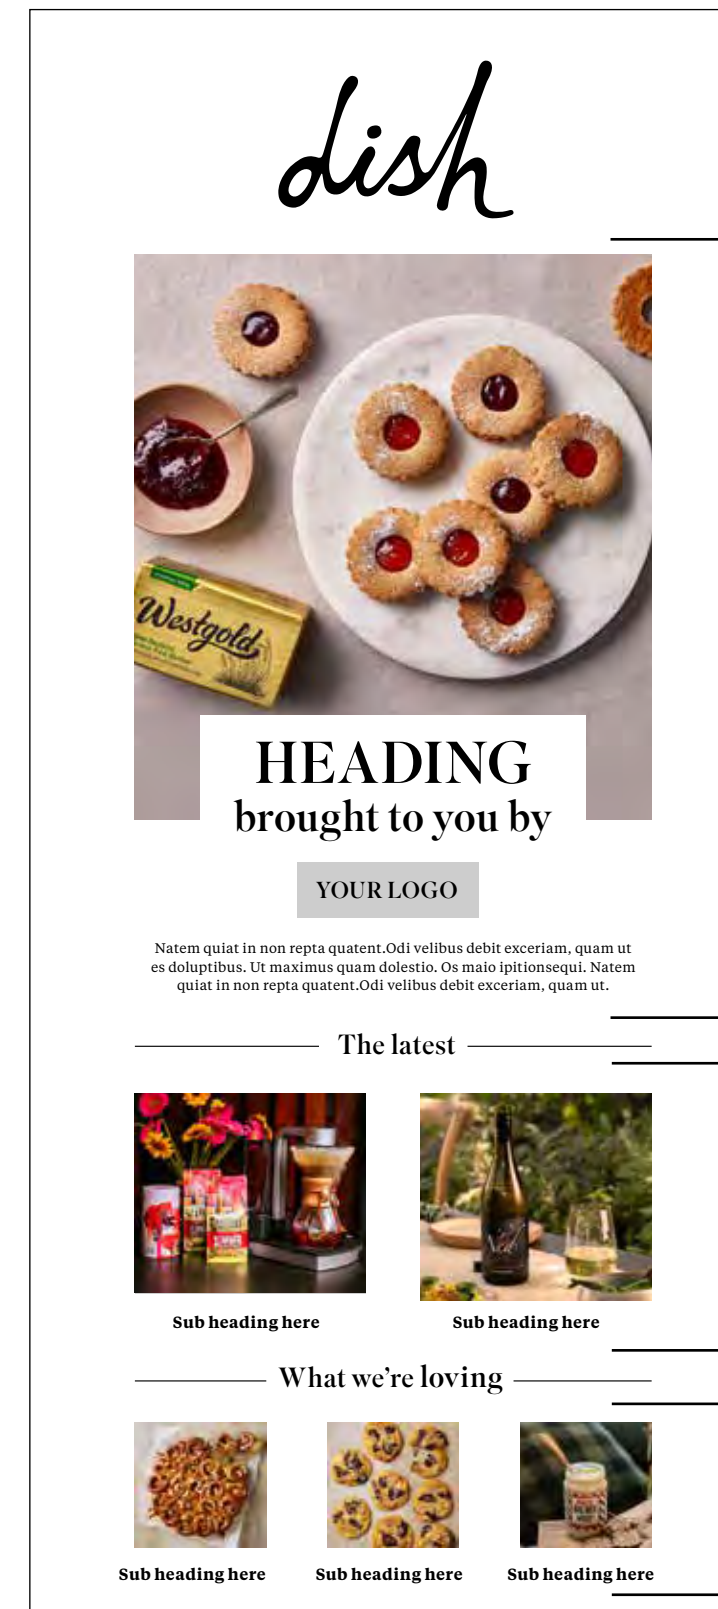 dish
Westgold
HEADING
brought to you by
YOUR LOGO
Natem quiat in non repta quatent.Odi velibus debit exceriam, quam ut
es doluptibus. Ut maximus quam dolestio. Os maio ipitionsequi. Natem
quiat in non repta quatent.Odi velibus debit exceriam, quam ut.
The latest
Sub heading here
Sub heading here
What we’re loving
Sub heading here
Sub heading here
Sub heading here